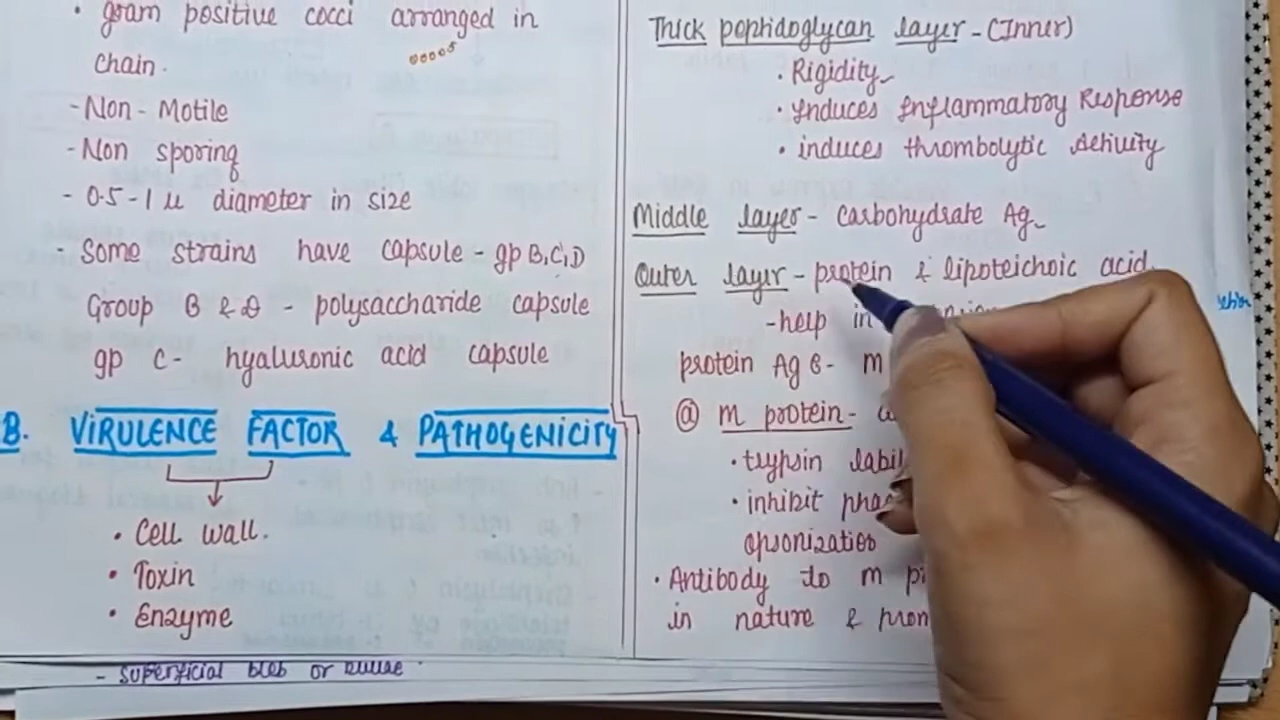 • gram positive cocci arranged in
chain.
- Non-Motile
- Non sporing
- 0.5-1 µ diameter in size
- Some strains have capsule - gp B,C,D
Group B & D - polysaccharide capsule
gp C- hyaluronic acid capsule
B. VIRULENCE FACTOR & PATHOGENICITY
• Cell wall.
• Toxin
• Enzyme
- superficial
Thick peptidoglycan layer - (Inner)
• Rigidity
• Induces Inflammatory Response
• induces thrombolytic Activity
Middle layer - Carbohydrate Ag
Outer layer - protein & lipoteichoic acid
- help in
protein Ag
@ m protein-
• trypsin
• inhibit
opsonization
• Antibody to m
in nature &